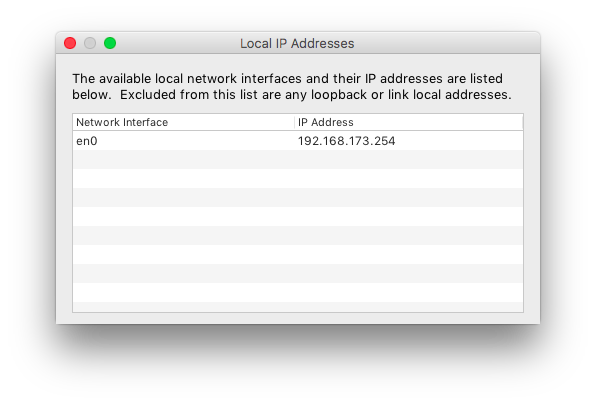 Local IP Addresses
The available local network interfaces and their IP addresses are listed
below.  Excluded from this list are any loopback or link local addresses.
Network Interface IP Address
en0 192.168.173.254